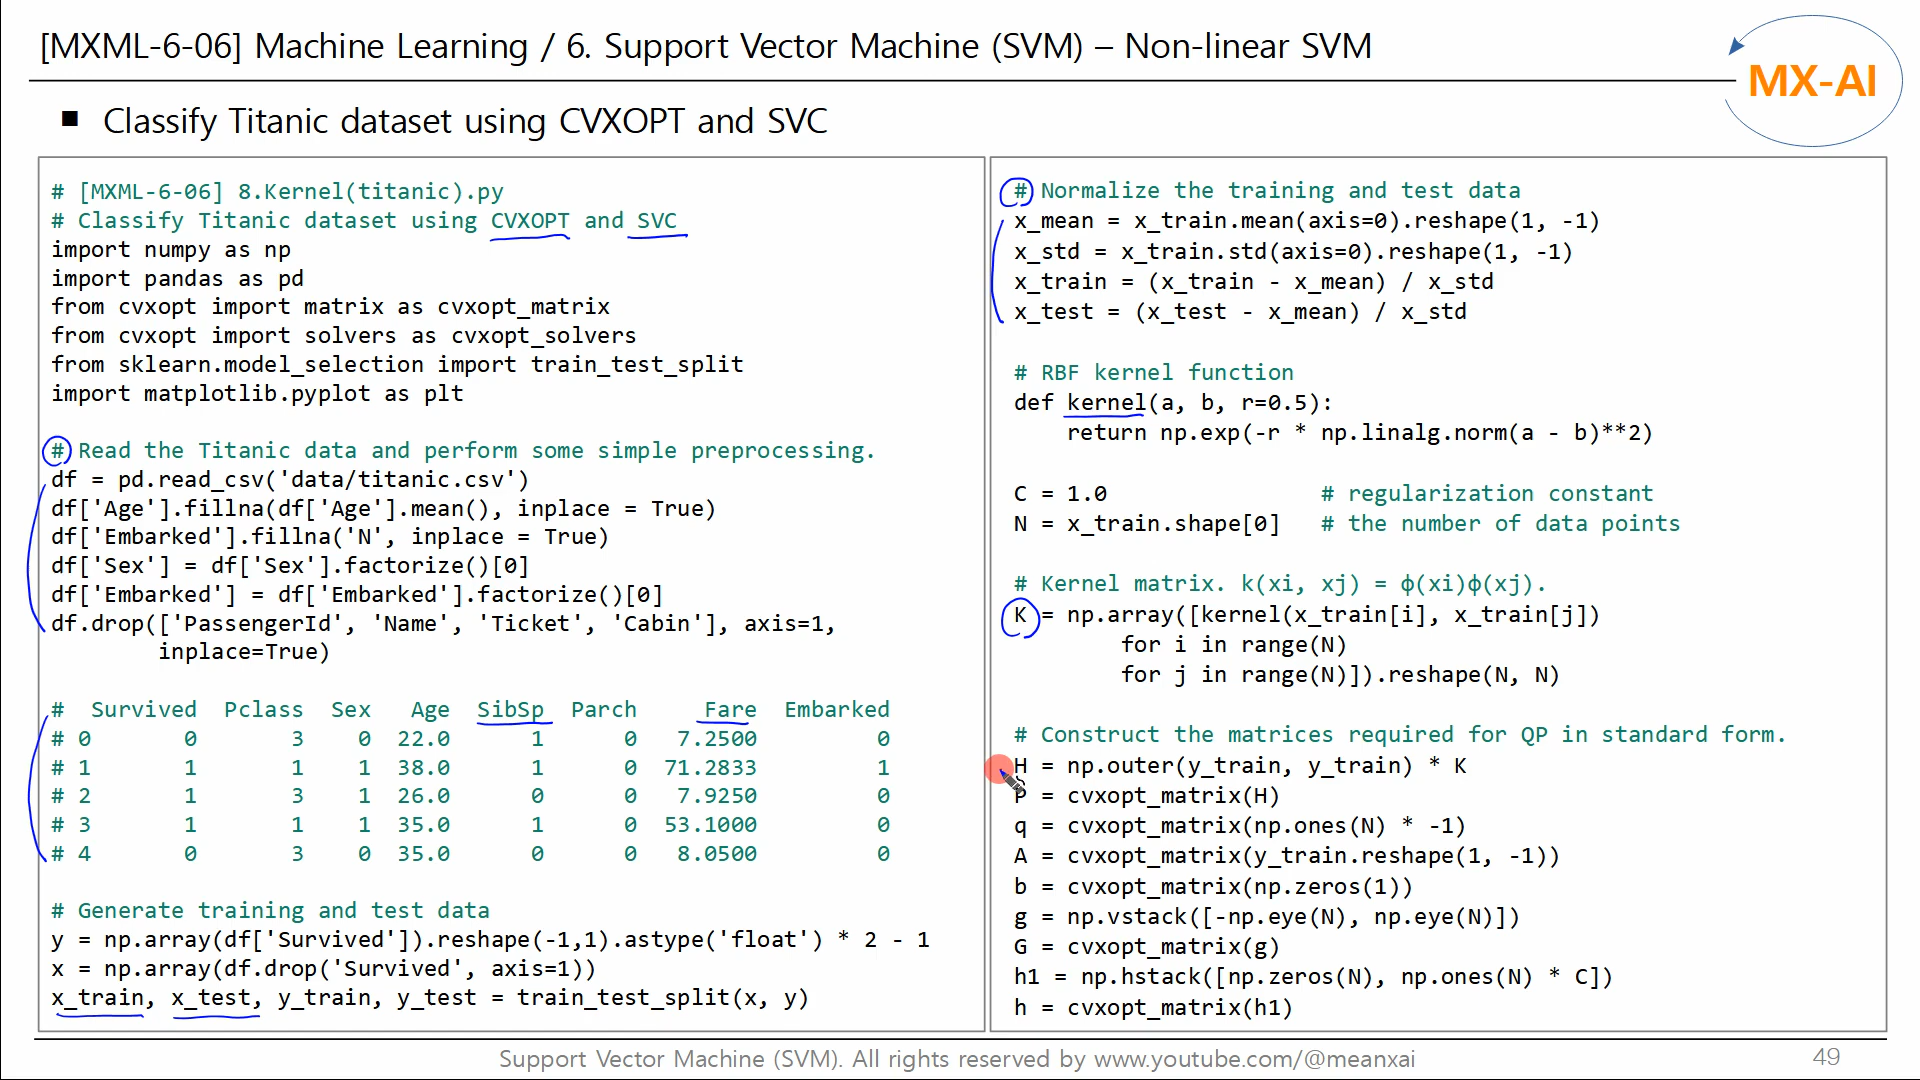 [MXML-6-06] Machine Learning / 6. Support Vector Machine (SVM) – Non-linear SVM
MX-AI
■ Classify Titanic dataset using CVXOPT and SVC
# [MXML-6-06] 8.Kernel(titanic).py
# Classify Titanic dataset using CVXOPT and SVC
import numpy as np
import pandas as pd
from cvxopt import matrix as cvxopt_matrix
from cvxopt import solvers as cvxopt_solvers
from sklearn.model_selection import train_test_split
import matplotlib.pyplot as plt
# Read the Titanic data and perform some simple preprocessing.
df = pd.read_csv('data/titanic.csv')
df['Age'].fillna(df['Age'].mean(), inplace = True)
df['Embarked'].fillna('N', inplace = True)
df['Sex'] = df['Sex'].factorize()[0]
df['Embarked'] = df['Embarked'].factorize()[0]
df.drop(['PassengerId', 'Name', 'Ticket', 'Cabin'], axis=1,
inplace=True)
# Survived Pclass Sex Age SibSp Parch Fare Embarked
# 0 0 3 0 22.0 1 0 7.2500 0
# 1 1 1 1 38.0 1 0 71.2833 1
# 2 1 3 1 26.0 0 0 7.9250 0
# 3 1 1 1 35.0 1 0 53.1000 0
# 4 0 3 0 35.0 0 0 8.0500 0
# Generate training and test data
y = np.array(df['Survived']).reshape(-1,1).astype('float') * 2 - 1
x = np.array(df.drop('Survived', axis=1))
x_train, x_test, y_train, y_test = train_test_split(x, y)
# Normalize the training and test data
x_mean = x_train.mean(axis=0).reshape(1, -1)
x_std = x_train.std(axis=0).reshape(1, -1)
x_train = (x_train - x_mean) / x_std
x_test = (x_test - x_mean) / x_std
# RBF kernel function
def kernel(a, b, r=0.5):
return np.exp(-r * np.linalg.norm(a - b)**2)
C = 1.0 # regularization constant
N = x_train.shape[0] # the number of data points
# Kernel matrix. k(xi, xj) = φ(xi)φ(xj).
K = np.array([kernel(x_train[i], x_train[j])
for i in range(N)
for j in range(N)]).reshape(N, N)
# Construct the matrices required for QP in standard form.
H = np.outer(y_train, y_train) * K
P = cvxopt_matrix(H)
q = cvxopt_matrix(np.ones(N) * -1)
A = cvxopt_matrix(y_train.reshape(1, -1))
b = cvxopt_matrix(np.zeros(1))
g = np.vstack([-np.eye(N), np.eye(N)])
G = cvxopt_matrix(g)
h1 = np.hstack([np.zeros(N), np.ones(N) * C])
h = cvxopt_matrix(h1)
Support Vector Machine (SVM). All rights reserved by www.youtube.com/@meanxai
49